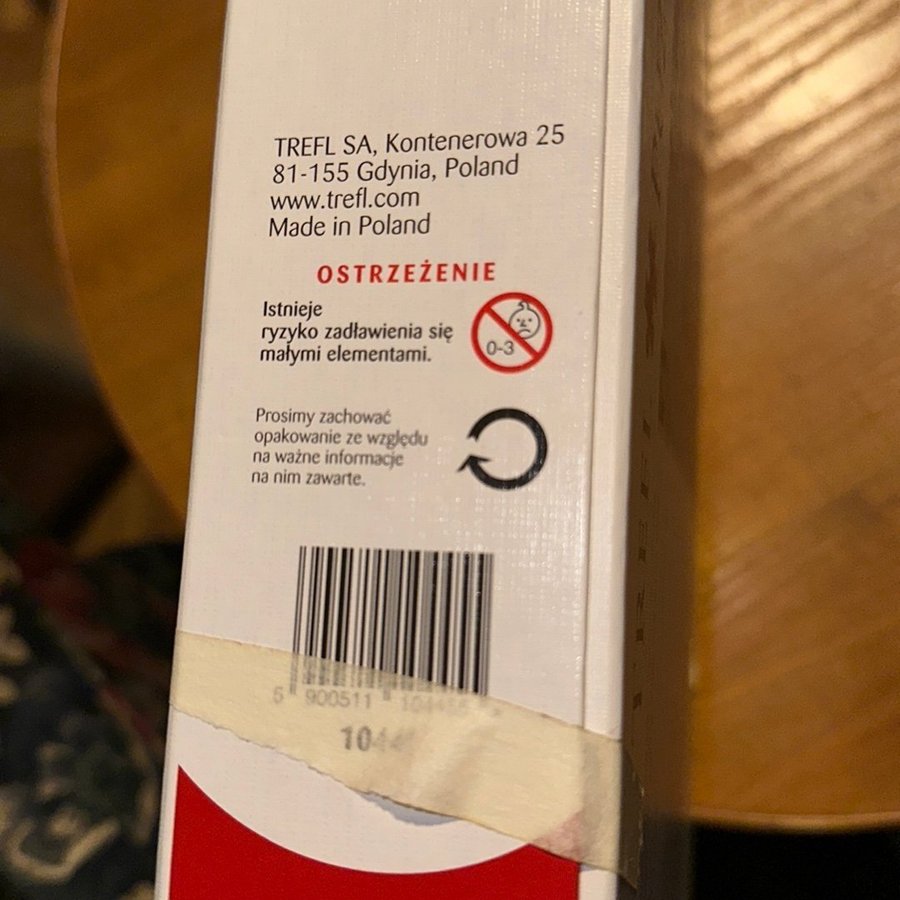 TREFL SA, Kontenerowa 25
81-155 Gdynia, Poland
www.trefl.com
Made in Poland
OSTRZEŻENIE
Istnieje
ryzyko zadławienia się
małymi elementami.
0-3
Prosimy zachować
opakowanie ze względu
na ważne informacje
na nim zawarte.
5 900511